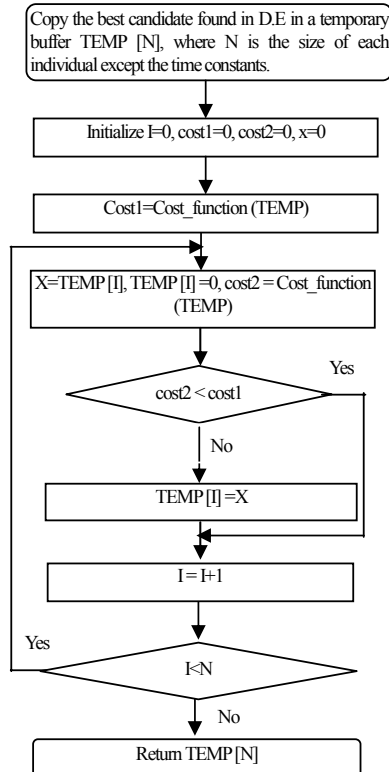 Copy the best candidate found in D.E in a temporary
buffer TEMP [N], where N is the size of each
individual except the time constants.
Initialize I=0, cost1=0, cost2=0, x=0
Cost1=Cost_function (TEMP)
X=TEMP [I], TEMP [I] =0, cost2 = Cost_function
(TEMP)
Yes
cost2 < cost1
No
TEMP [I] =X
I = I+1
Yes
I<N
No
Return TEMP [N]